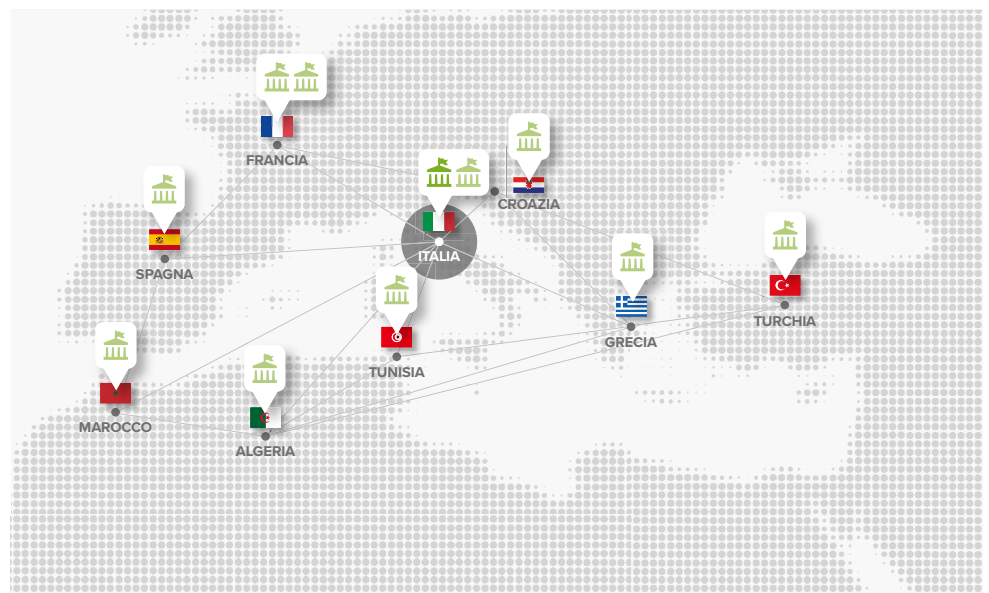 FRANCIA
CROAZIA
ITALIA
SPAGNA
TURCHIA
GRECIA
TUNISIA
MAROCCO
ALGERIA